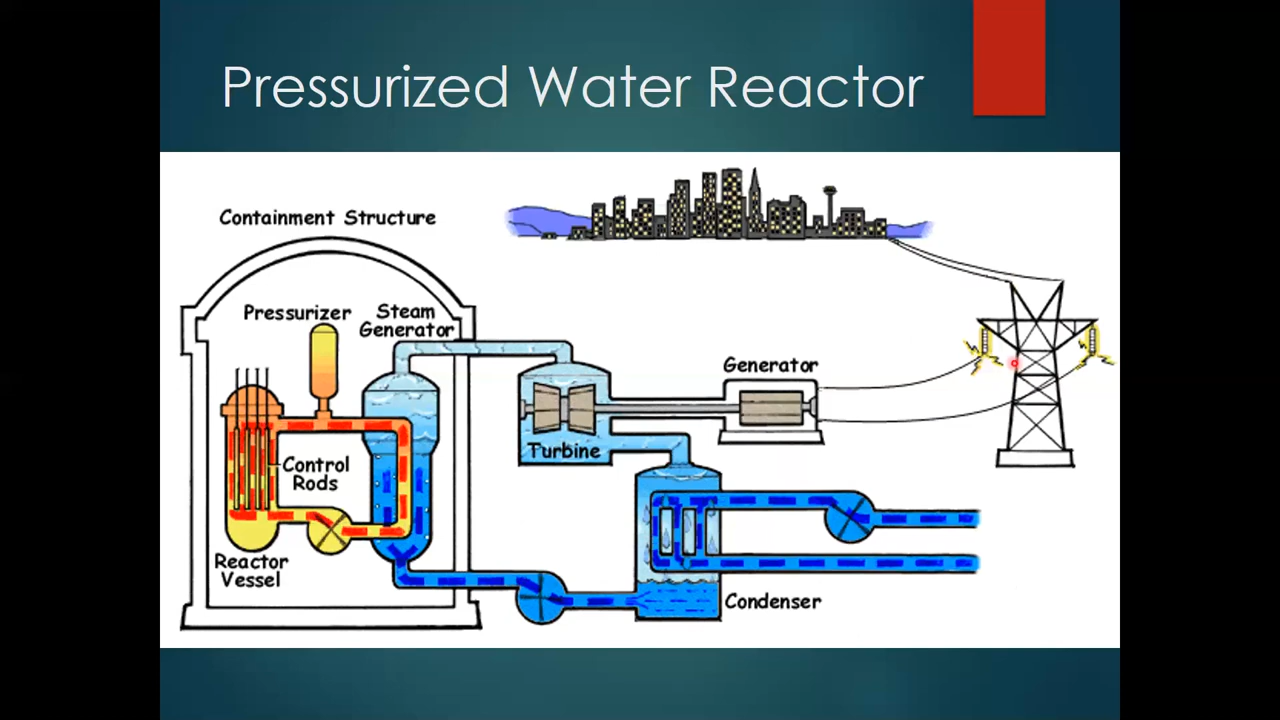 Pressurized Water Reactor
Containment Structure
Pressurizer
Steam
Generator
Generator
Turbine
Control
Rods
Reactor
Vessel
Condenser